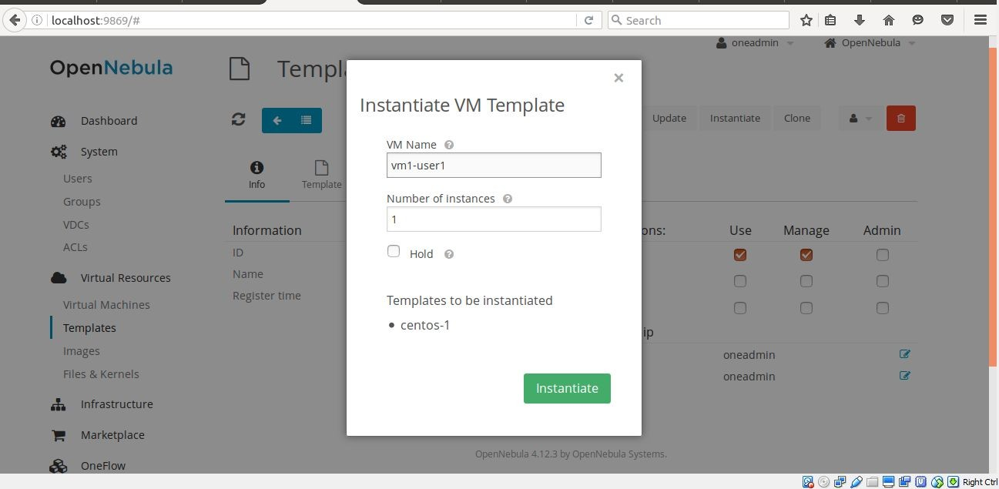 localhost:9869/#
Search
oneadmin
OpenNebula
OpenNebula
Templ
Dashboard
System
Users
Groups
VDCs
ACLs
Virtual Resources
Virtual Machines
Templates
Images
Files & Kernels
Infrastructure
Marketplace
OneFlow
Update
Instantiate
Clone
Info
Template
Information
ID
Name
Register time
Instantiate VM Template
VM Name
vm1-user1
Number of instances
1
Hold
Templates to be instantiated
centos-1
Instantiate
ons:
Use
Manage
Admin
ip
oneadmin
oneadmin
OpenNebula 4.12.3 by OpenNebula Systems.
Right Ctrl